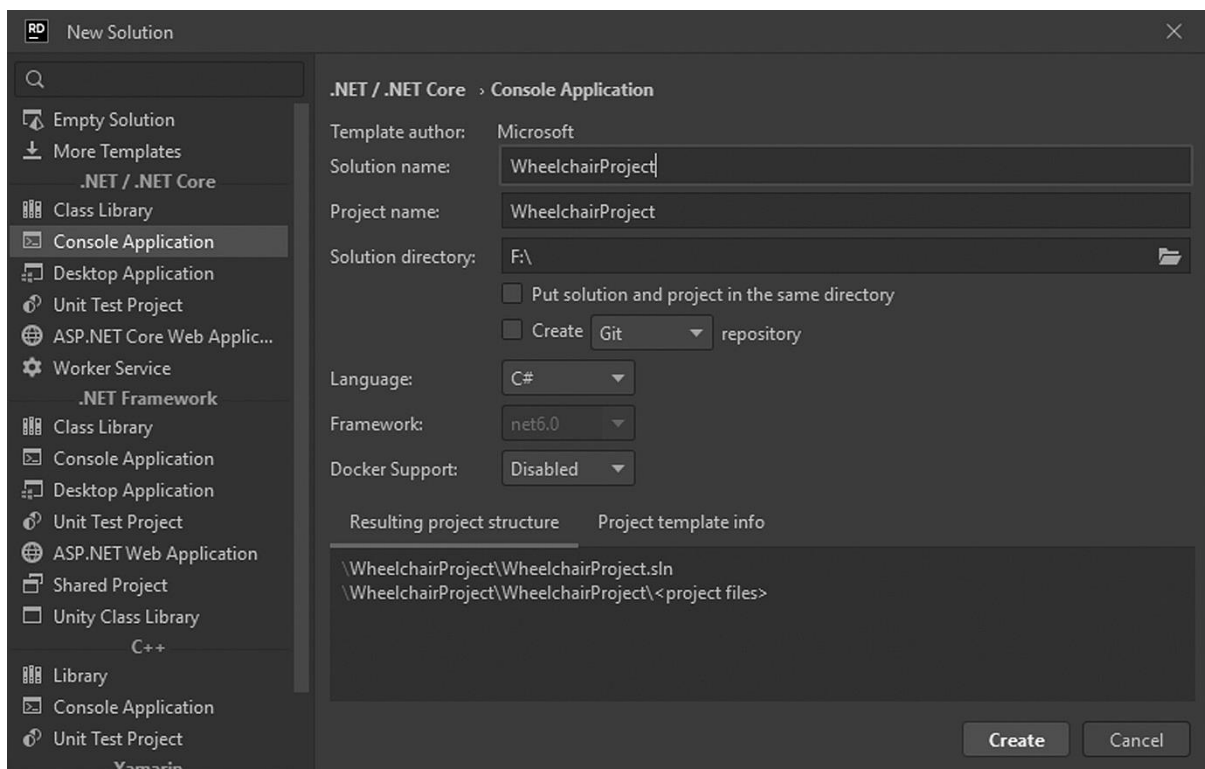 RD New Solution
Empty Solution
More Templates
.NET / .NET Core
Class Library
Console Application
Desktop Application
Unit Test Project
ASP.NET Core Web Applic...
Worker Service
.NET Framework
Class Library
Console Application
Desktop Application
Unit Test Project
ASP.NET Web Application
Shared Project
Unity Class Library
C++
Library
Console Application
Unit Test Project
Xamarin
.NET / .NET Core › Console Application
Template author: Microsoft
Solution name: WheelchairProject
Project name: WheelchairProject
Solution directory: F:\
Put solution and project in the same directory
Create Git repository
Language: C#
Framework: net6.0
Docker Support: Disabled
Resulting project structure Project template info
\WheelchairProject\WheelchairProject.sln
\WheelchairProject\WheelchairProject\<project files>
Create Cancel